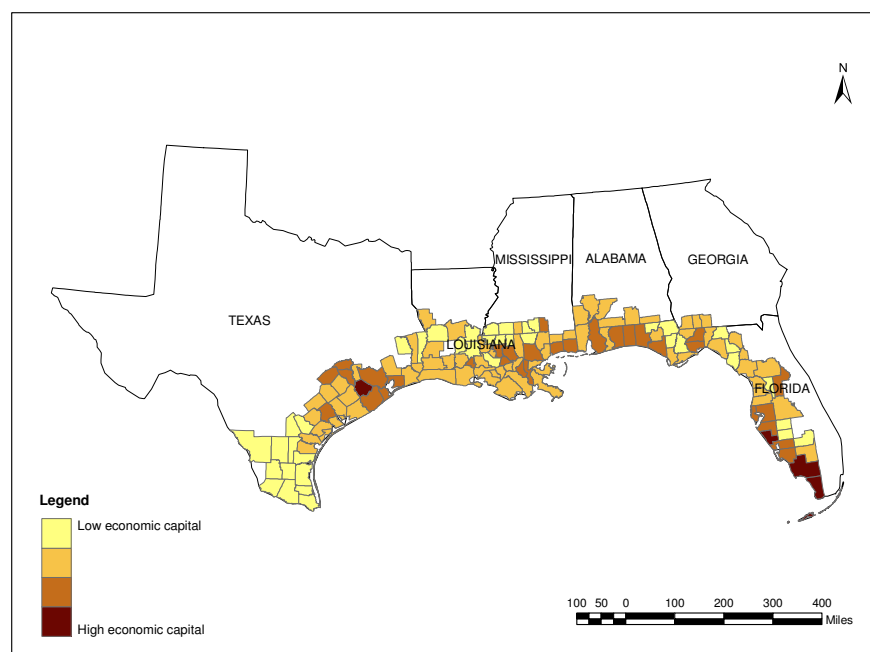 N
MISSISSIPPI
ALABAMA
GEORGIA
TEXAS
LOUISIANA
FLORIDA
Legend
Low economic capital
High economic capital
100 50 0 100 200 300 400
Miles